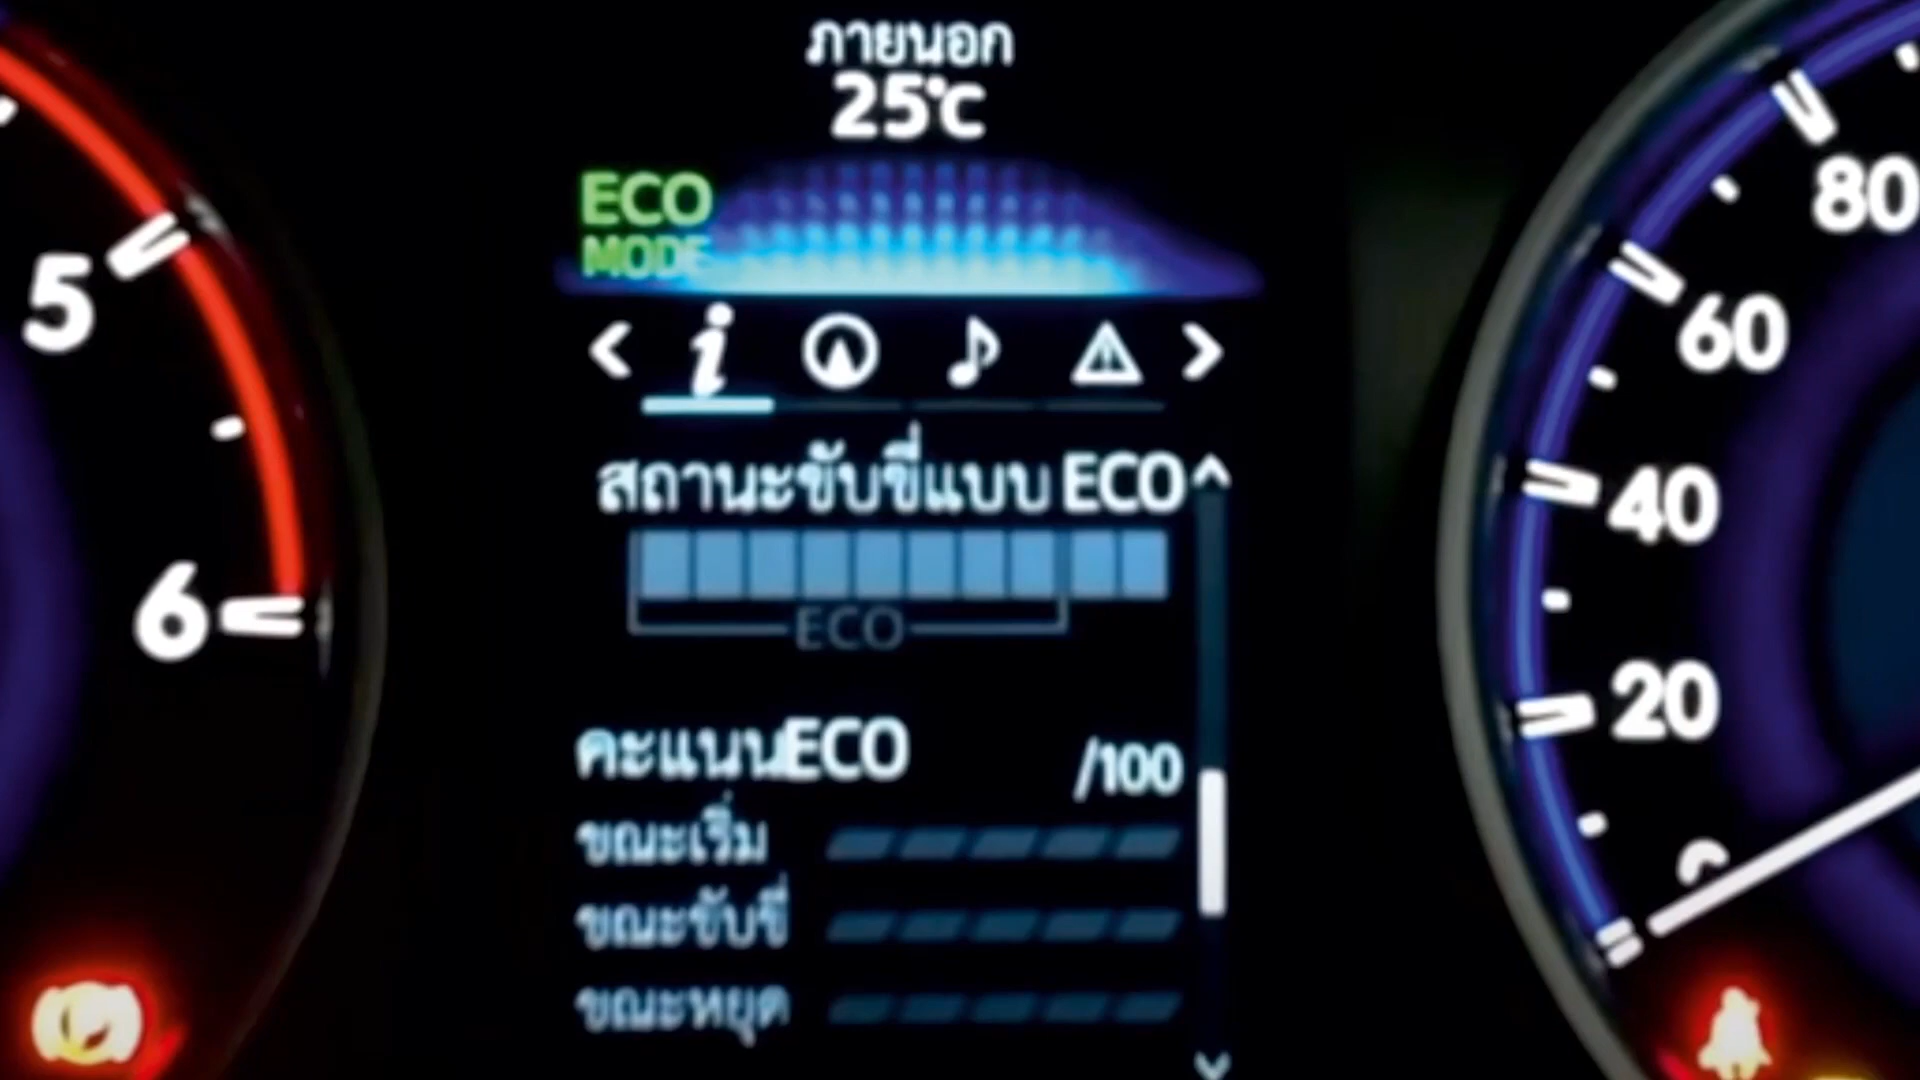 ภายนอก
25°C
ECO
MODE
สถานะขับขี่แบบ ECO
ECO
คะแนนECO /100
ขณะเริ่ม
ขณะขับขี่
ขณะหยุด
5
6
80
60
40
20
0